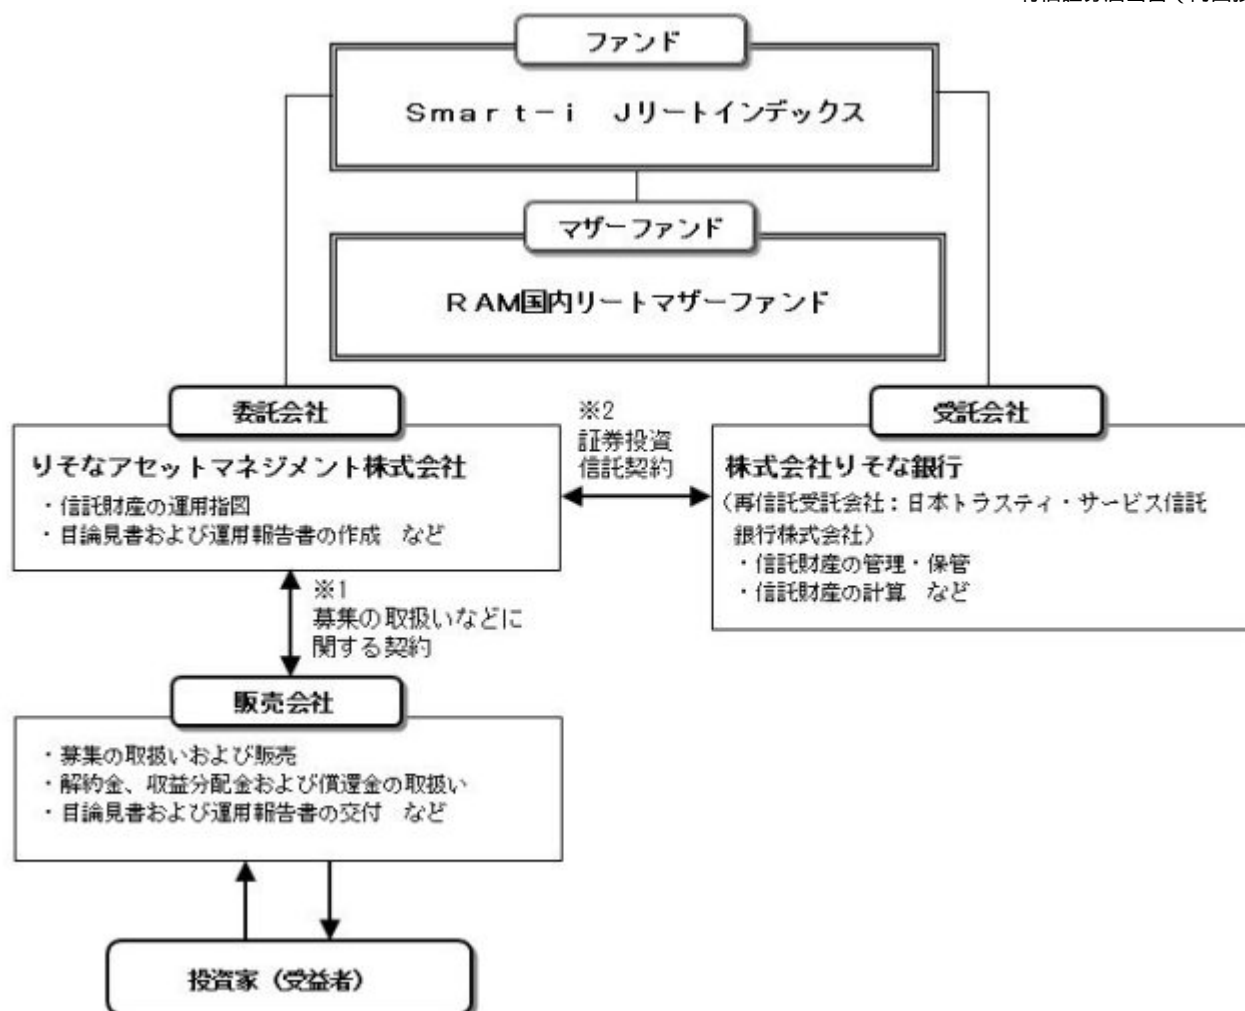 ファンド
Smart-i Jリートインデックス
マザーファンド
RAM国内リートマザーファンド
委託会社
りそなアセットマネジメント株式会社
・信託財産の運用指図
・目論見書および運用報告書の作成 など
※2
証券投資
信託契約
受託会社
株式会社りそな銀行
(再信託受託会社:日本トラスティ・サービス信託
銀行株式会社)
・信託財産の管理・保管
・信託財産の計算 など
※1
募集の取扱いなどに
関する契約
販売会社
・募集の取扱いおよび販売
・解約金、収益分配金および償還金の取扱い
・目論見書および運用報告書の交付 など
投資家(受益者)